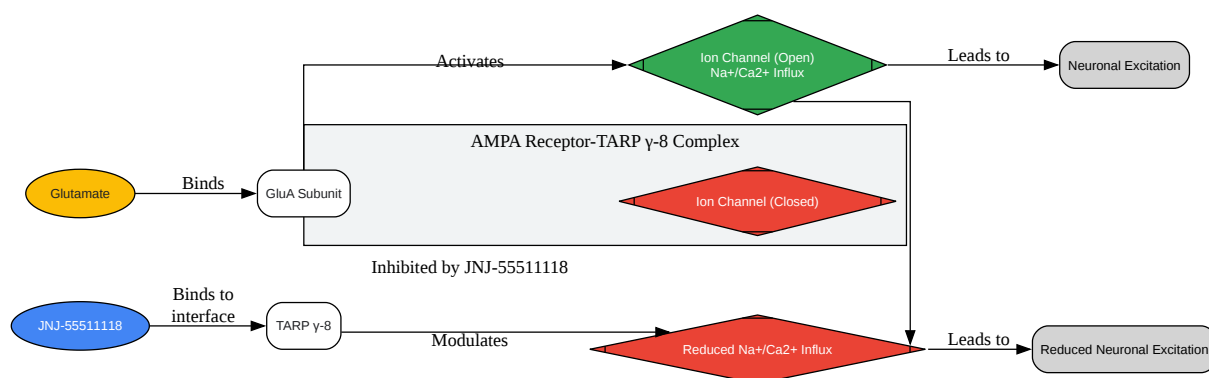 Activates
Ion Channel (Open)
Na+/Ca2+ Influx
Leads to
Neuronal Excitation
AMPA Receptor-TARP γ-8 Complex
Glutamate
Binds
GluA Subunit
Ion Channel (Closed)
Inhibited by JNJ-55511118
JNJ-55511118
Binds to
interface
TARP γ-8
Modulates
Reduced Na+/Ca2+ Influx
Leads to
Reduced Neuronal Excitation